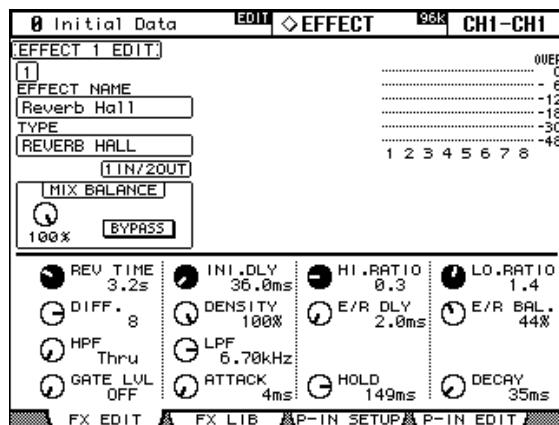 0 Initial Data EDIT ◇EFFECT 96k CH1-CH1
EFFECT 1 EDIT
1
EFFECT NAME
Reverb Hall
TYPE
REVERB HALL
1 IN/2OUT
MIX BALANCE
100%
BYPASS
OVER
0
- 6
-12
-18
-30
-48
1 2 3 4 5 6 7 8
REV TIME INI.DLY HI.RATIO LO.RATIO
3.2s 36.0ms 0.3 1.4
DIFF. DENSITY E/R DLY E/R BAL.
8 100% 2.0ms 44%
HPF LPF
Thru 6.70kHz
GATE LVL ATTACK HOLD DECAY
OFF 4ms 149ms 35ms
FX EDIT FX LIB P-IN SETUP P-IN EDIT